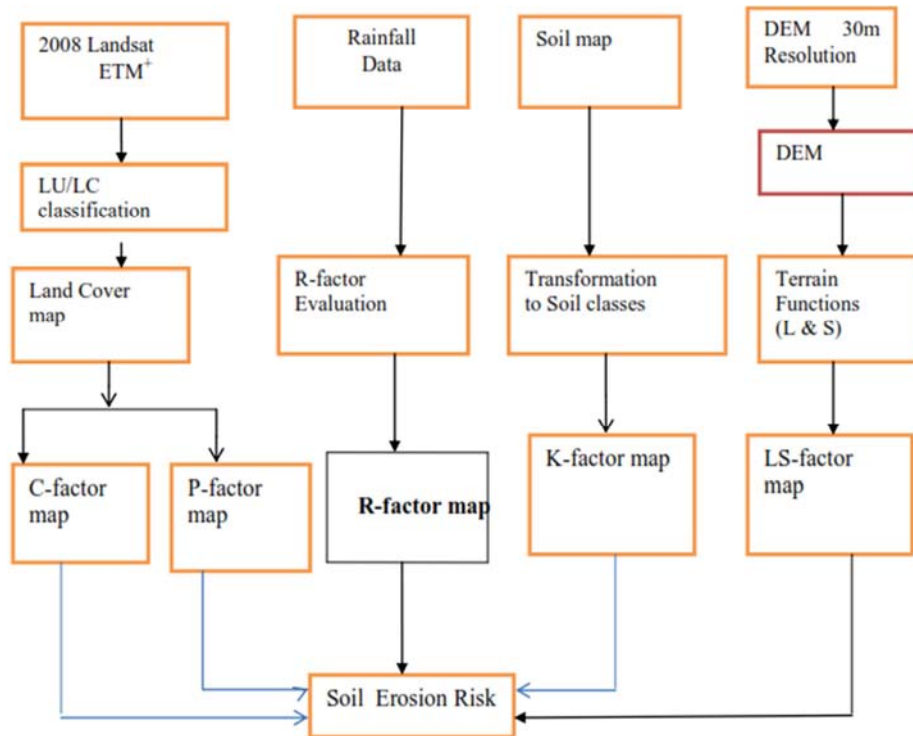 2008 Landsat
ETM+
Rainfall
Data
Soil map
DEM 30m
Resolution
LU/LC
classification
DEM
Land Cover
map
R-factor
Evaluation
Transformation
to Soil classes
Terrain
Functions
(L & S)
C-factor
map
P-factor
map
R-factor map
K-factor map
LS-factor
map
Soil Erosion Risk